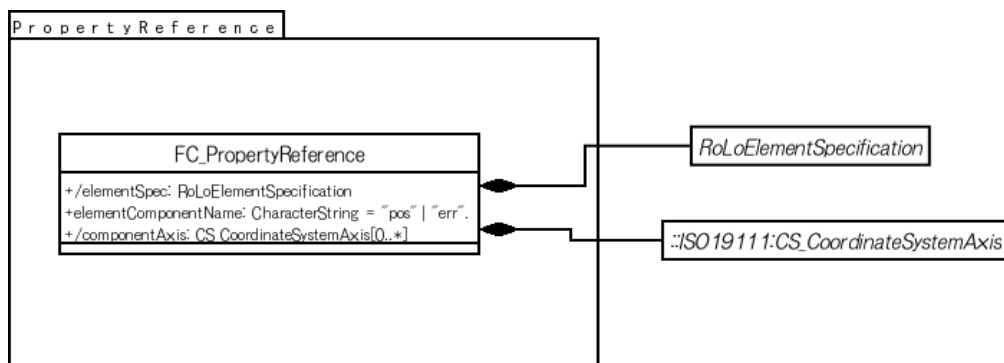 PropertyReference
FC_PropertyReference
+/elementSpec: RoLoElementSpecification
+elementComponentName: CharacterString = "pos" | "err".
+/componentAxis: CS_CoordinateSystemAxis[0..*]
RoLoElementSpecification
::ISO19111:CS_CoordinateSystemAxis